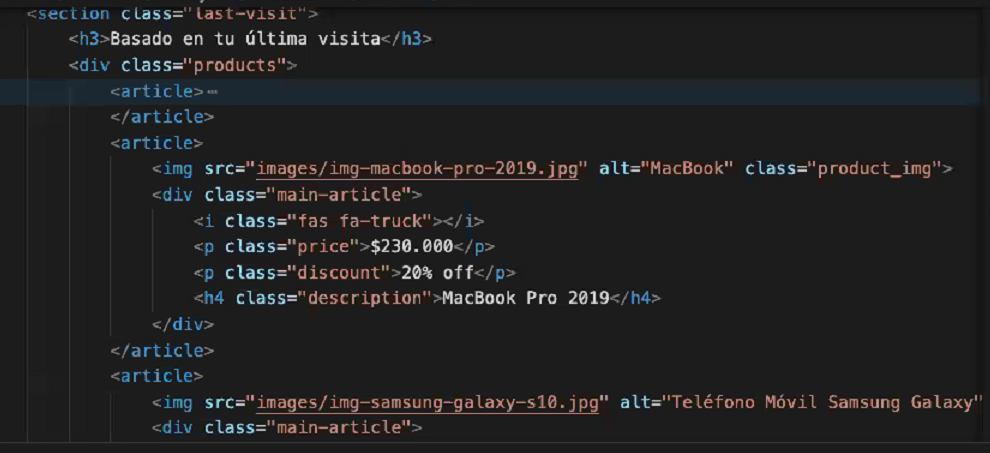 <section class="last-visit">
<h3>Basado en tu última visita</h3>
<div class="products">
<article>
</article>
<article>
<img src="images/img-macbook-pro-2019.jpg" alt="MacBook" class="product_img">
<div class="main-article">
<i class="fas fa-truck"></i>
<p class="price">$230.000</p>
<p class="discount">20% off</p>
<h4 class="description">MacBook Pro 2019</h4>
</div>
</article>
<article>
<img src="images/img-samsung-galaxy-s10.jpg" alt="Teléfono Móvil Samsung Galaxy"
<div class="main-article">